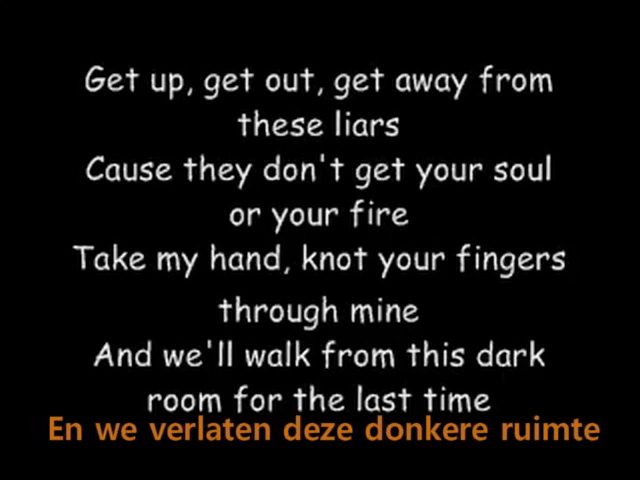 Get up, get out, get away from
these liars
Cause they don't get your soul
or your fire
Take my hand, knot your fingers
through mine
And we'll walk from this dark
room for the last time
En we verlaten deze donkere ruimte